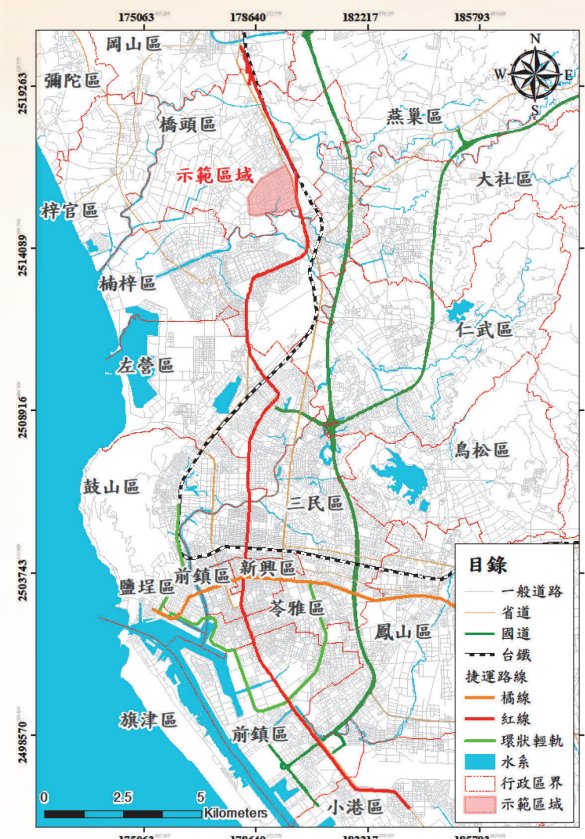 175063 178640 182217 185793
岡山區
N
W E
S
彌陀區
2519263
燕巢區
橋頭區
示範區域
大社區
梓官區
2514089
楠梓區
仁武區
左營區
2508916
鳥松區
鼓山區
三民區
2503743
鹽埕區
前鎮區
新興區
苓雅區
鳳山區
旗津區
前鎮區
2498570
小港區
目錄
一般道路
省道
國道
台鐵
捷運路線
橘線
紅線
環狀輕軌
水系
行政區界
示範區域
0 2.5 5
Kilometers
175063 178640 182217 185793